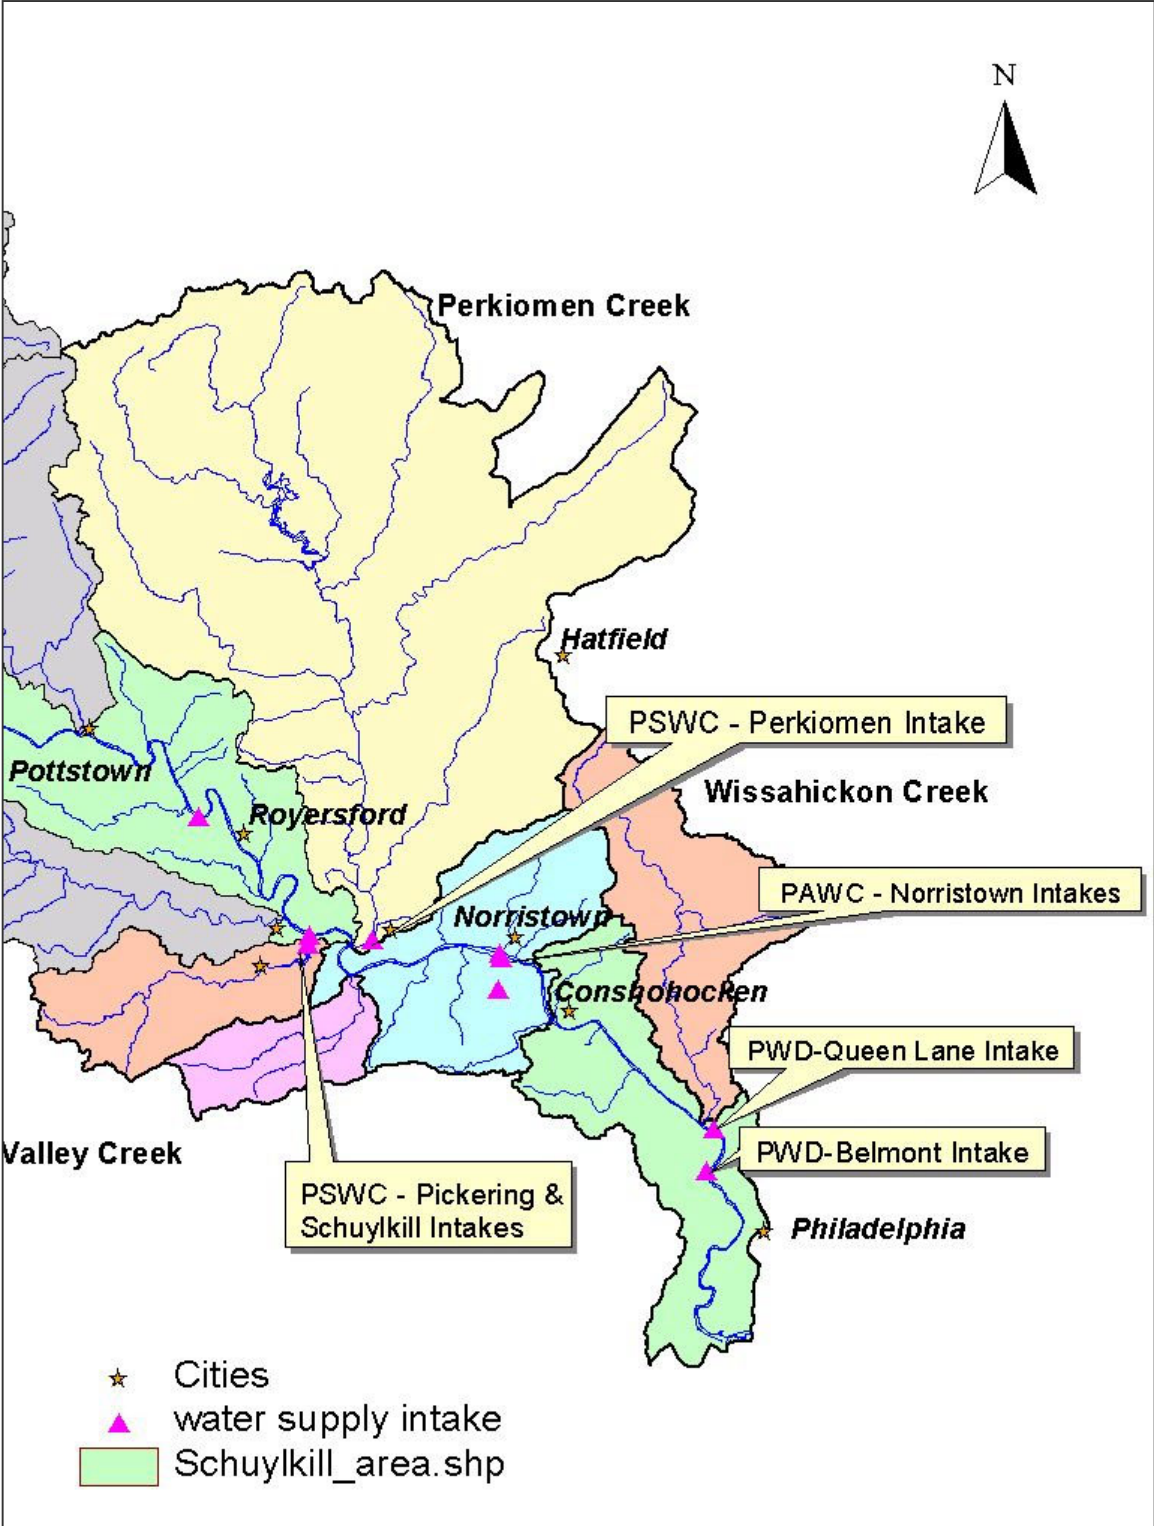 N
Perkiomen Creek
Hatfield
PSWC - Perkiomen Intake
Pottstown
Wissahickon Creek
Royersford
PAWC - Norristown Intakes
Norristown
Conshohocken
PWD-Queen Lane Intake
Valley Creek
PWD-Belmont Intake
PSWC - Pickering &
Schuylkill Intakes
Philadelphia
Cities
water supply intake
Schuylkill_area.shp